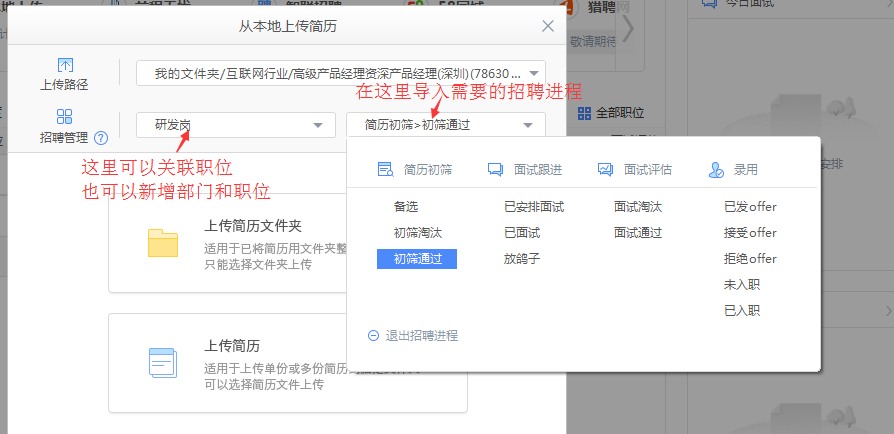 从本地上传简历
敬请期待
今日面试
上传路径
我的文件夹/互联网行业/高级产品经理资深产品经理(深圳)(78630 ...
在这里导入需要的招聘进程
招聘管理 ?
研发岗
简历初筛>初筛通过
全部职位
这里可以关联职位
也可以新增部门和职位
简历初筛 面试跟进 面试评估 录用
备选 已安排面试 面试淘汰 已发offer
初筛淘汰 已面试 面试通过 接受offer
初筛通过 放鸽子 拒绝offer
未入职
已入职
退出招聘进程
安排
上传简历文件夹
适用于已将简历用文件夹整
只能选择文件夹上传
上传简历
适用于上传单份或多份简历
可以选择简历文件上传